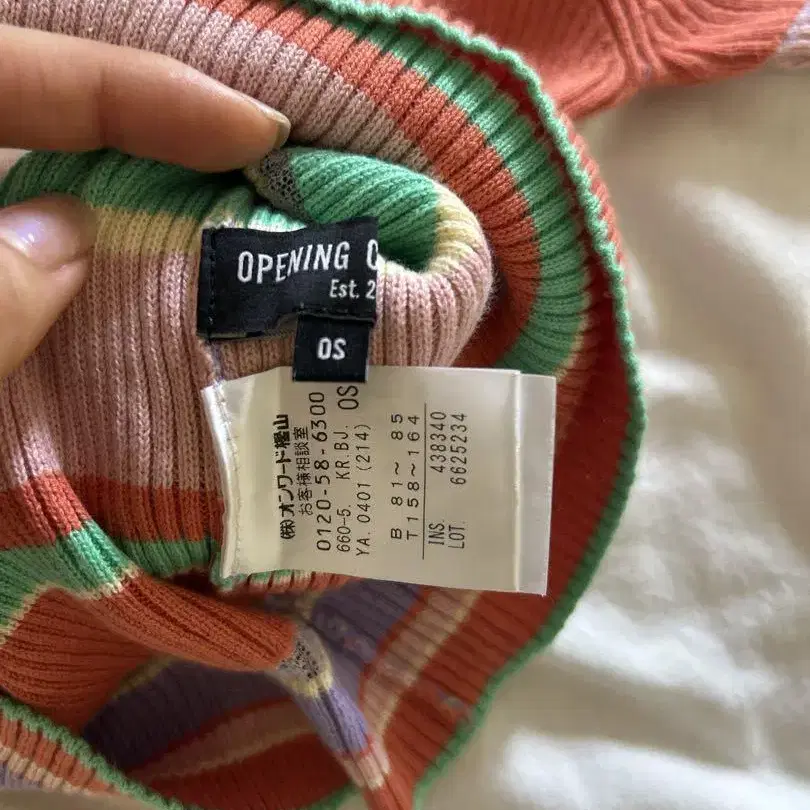 OPENING C
Est. 2
OS
(株)オンワード樫山
お客様相談室
0120-58-6300
660-5. KR.BJ. OS
YA. 0401 (214)
B 81~ 85
T158~164
INS. 438340
LOT. 6625234